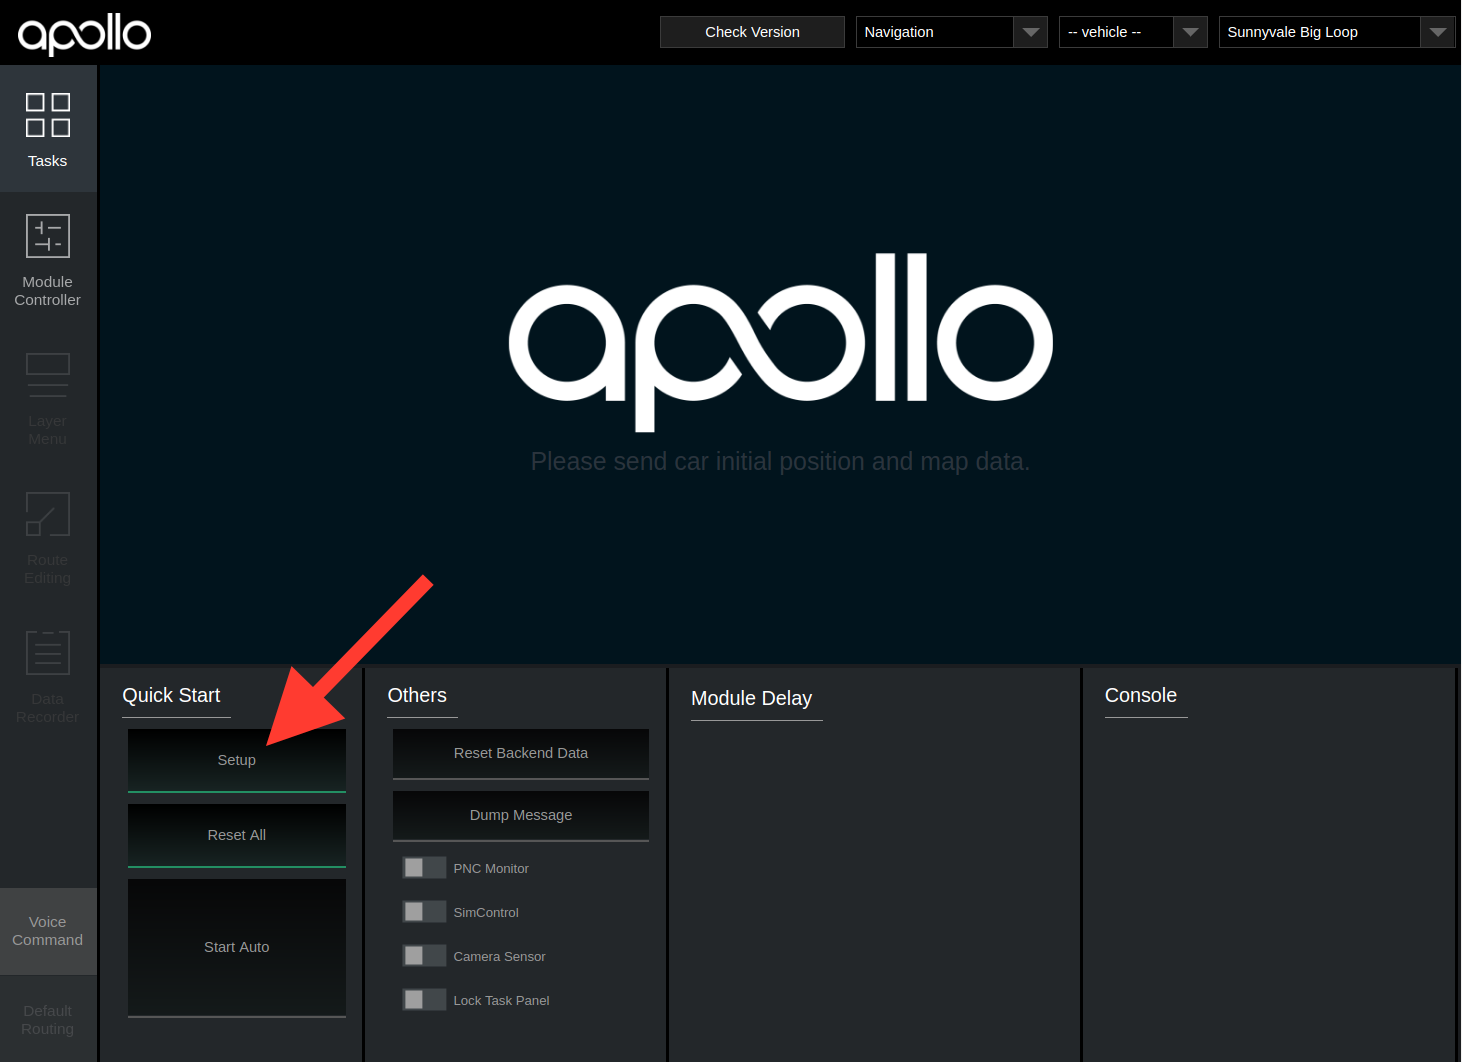 apollo
Check Version
Navigation
-- vehicle --
Sunnyvale Big Loop
Tasks
Module
Controller
Layer
Menu
Route
Editing
Data
Recorder
Voice
Command
Default
Routing
apollo
Please send car initial position and map data.
Quick Start
Setup
Reset All
Start Auto
Others
Reset Backend Data
Dump Message
PNC Monitor
SimControl
Camera Sensor
Lock Task Panel
Module Delay
Console